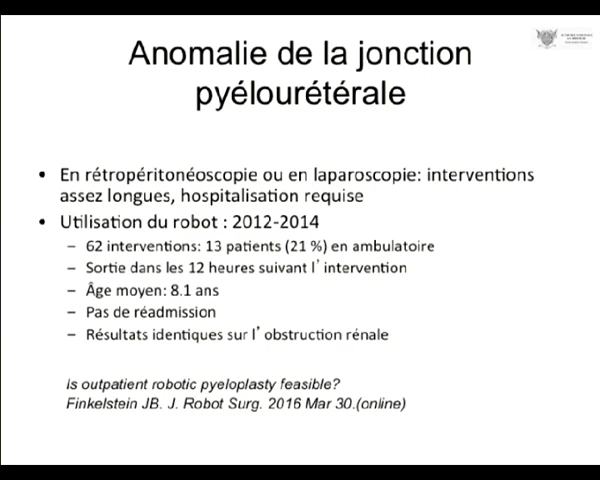 Anomalie de la jonction
pyélourétérale
• En rétropéritonéoscopie ou en laparoscopie: interventions
assez longues, hospitalisation requise
• Utilisation du robot : 2012-2014
– 62 interventions: 13 patients (21 %) en ambulatoire
– Sortie dans les 12 heures suivant l’ intervention
– Âge moyen: 8.1 ans
– Pas de réadmission
– Résultats identiques sur l’ obstruction rénale
Is outpatient robotic pyeloplasty feasible?
Finkelstein JB. J. Robot Surg. 2016 Mar 30.(online)